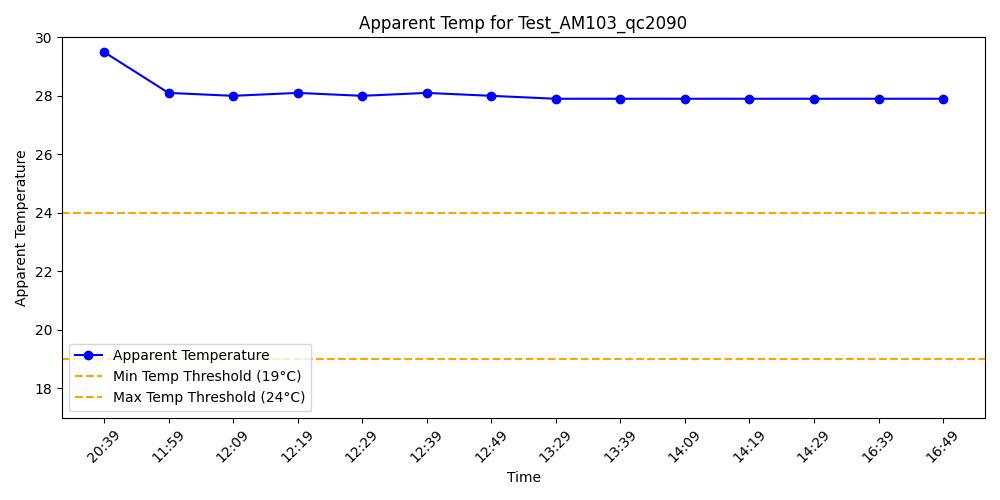 Apparent Temp for Test_AM103_qc2090
Apparent Temperature
30
28
26
24
22
20
18
Apparent Temperature
Min Temp Threshold (19°C)
Max Temp Threshold (24°C)
20:39 11:59 12:09 12:19 12:29 12:39 12:49 13:29 13:39 14:09 14:19 14:29 16:39 16:49
Time